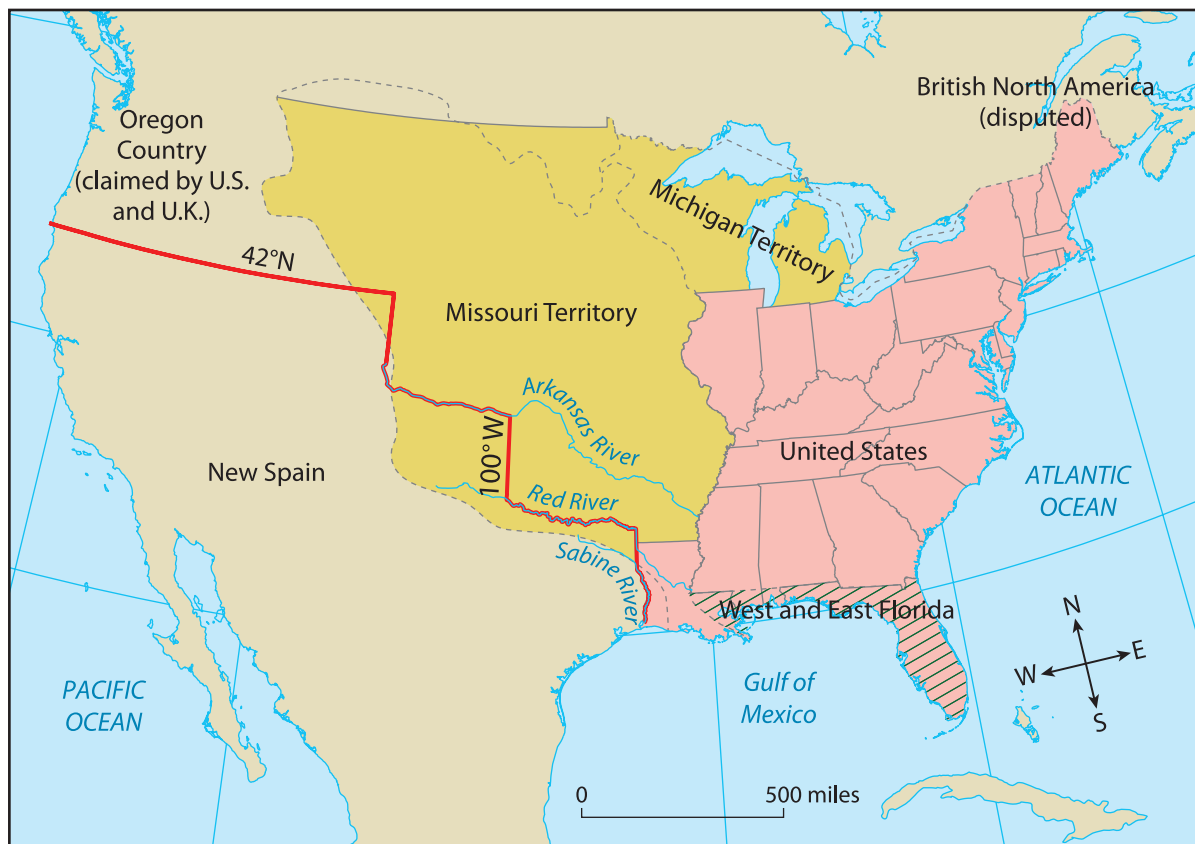 British North America
(disputed)
Oregon
Country
(claimed by U.S.
and U.K.)
Michigan Territory
42°N
Missouri Territory
Arkansas River
100° W
United States
New Spain
Red River
ATLANTIC
OCEAN
Sabine River
West and East Florida
N
W
E
S
PACIFIC
OCEAN
Gulf of
Mexico
0
500 miles